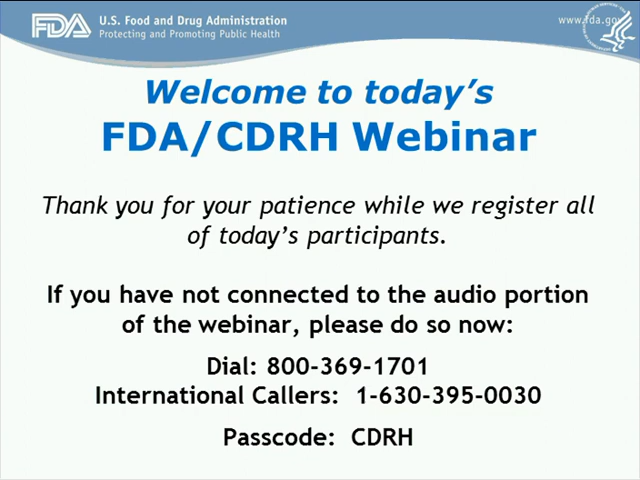 FDA
U.S. Food and Drug Administration
Protecting and Promoting Public Health
www.fda.gov
Welcome to today's
FDA/CDRH Webinar
Thank you for your patience while we register all
of today's participants.
If you have not connected to the audio portion
of the webinar, please do so now:
Dial: 800-369-1701
International Callers: 1-630-395-0030
Passcode: CDRH